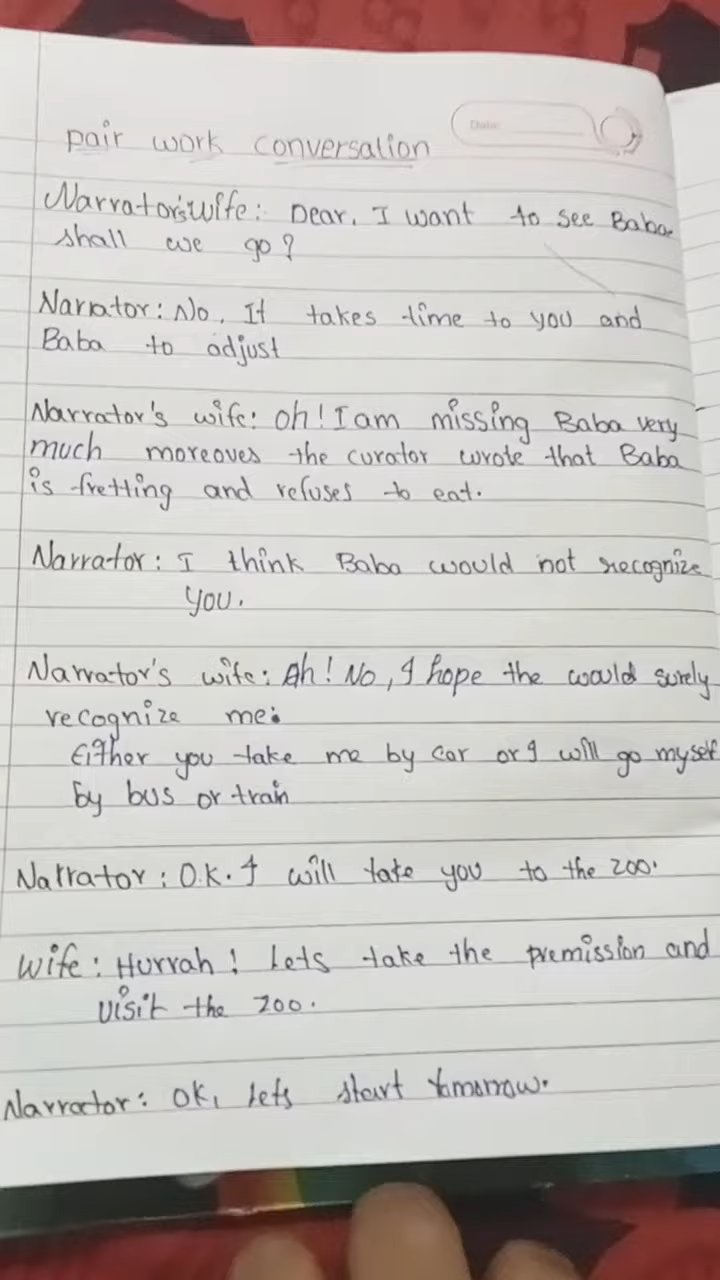 pair work conversation
Date:
Narrator'swife: Dear, I want to see Baba.
shall we go?
Narrator: No, It takes time to you and
Baba to adjust
Narrator's wife: oh! I am missing Baba very
much moreoves the curator wrote that Baba
is fretting and refuses to eat.
Narrator: I think Baba would not recognize
you.
Narrator's wife: Ah! No, I hope the would surely
recognize me.
Either you take me by car or I will go myself
by bus or train
Narrator: O.K. I will take you to the zoo.
Wife: Hurrah! Lets take the premission and
visit the zoo.
Narrator: OK, lets start tomorrow.